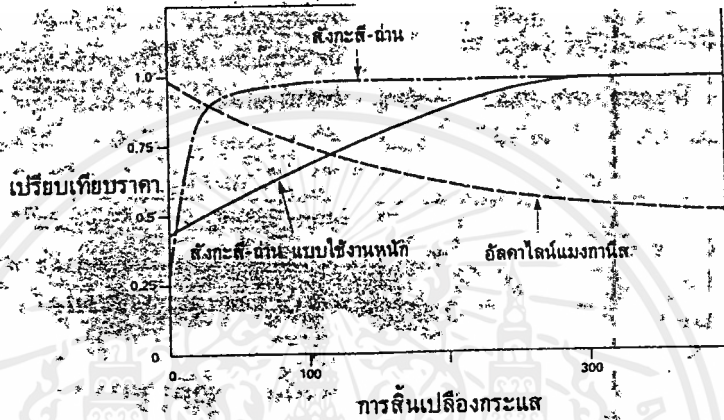 สังกะสี-ถ่าน
1.0
0.75
เปรียบเทียบราคา
0.5
สังกะสี-ถ่าน แบบใช้งานหนัก
อัลคาไลน์แมงกานีส
0.25
0
0 100 300
การสิ้นเปลืองกระแส